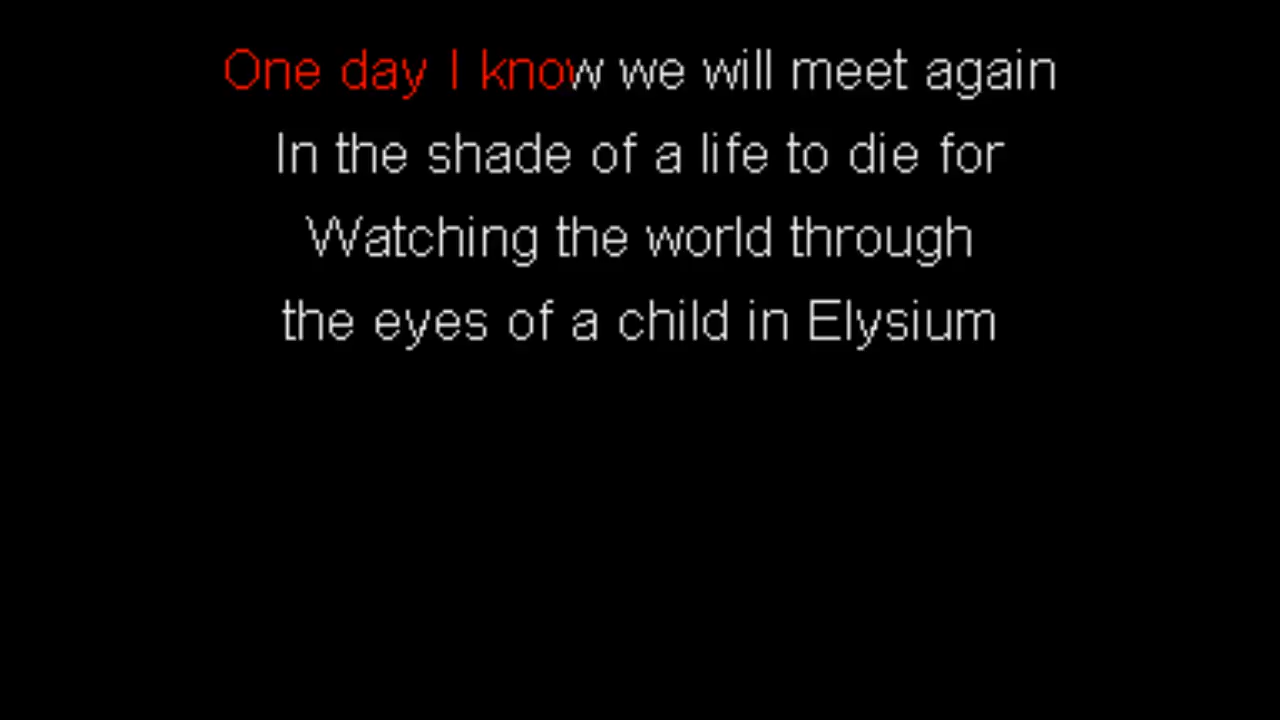 One day I know we will meet again
In the shade of a life to die for
Watching the world through
the eyes of a child in Elysium